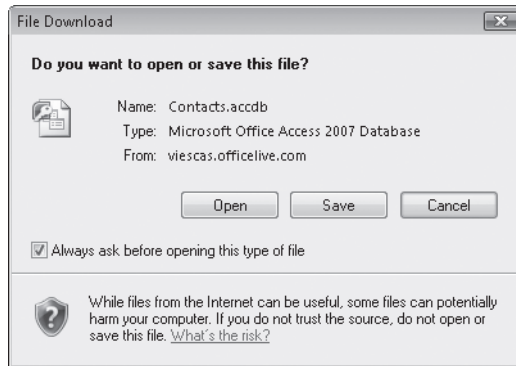 File Download
Do you want to open or save this file?
Name: Contacts.accdb
Type: Microsoft Office Access 2007 Database
From: viescas.officelive.com
Open Save Cancel
Always ask before opening this type of file
While files from the Internet can be useful, some files can potentially
harm your computer. If you do not trust the source, do not open or
save this file. What's the risk?